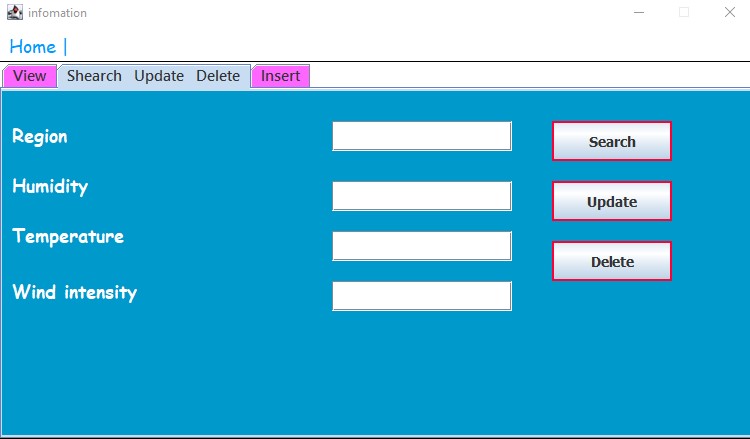 infomation
Home |
View Shearch Update Delete Insert
Region
Search
Humidity
Update
Temperature
Delete
Wind intensity